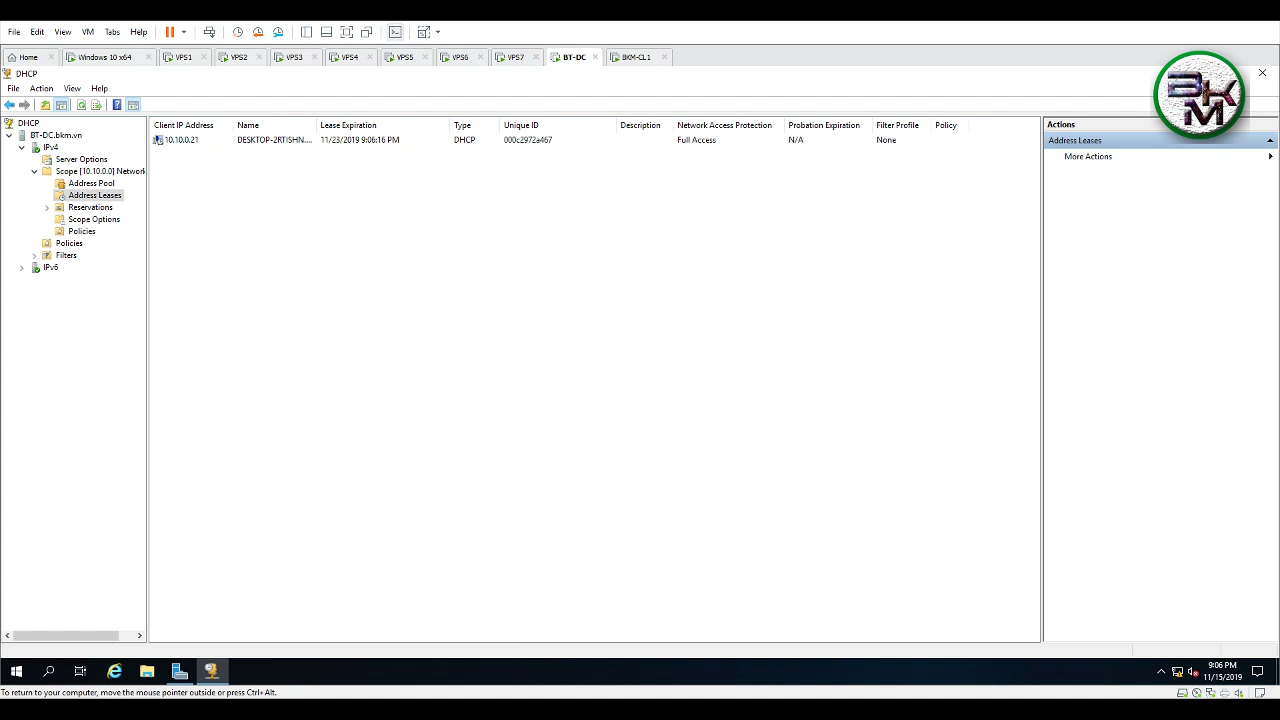 File Edit View VM Tabs Help
Home Windows 10 x64 VPS1 VPS2 VPS3 VPS4 VPS5 VPS6 VPS7 BT-DC BKM-CL1
DHCP
File Action View Help
BKM
DHCP
BT-DC.bkm.vn
IPv4
Server Options
Scope [10.10.0.0] Network
Address Pool
Address Leases
Reservations
Scope Options
Policies
Policies
Filters
IPv6
Client IP Address Name Lease Expiration Type Unique ID Description Network Access Protection Probation Expiration Filter Profile Policy
10.10.0.21 DESKTOP-2RTISHN.... 11/23/2019 9:06:16 PM DHCP 000c2972a467 Full Access N/A None
Actions
Address Leases
More Actions
9:06 PM
11/15/2019
To return to your computer, move the mouse pointer outside or press Ctrl+Alt.